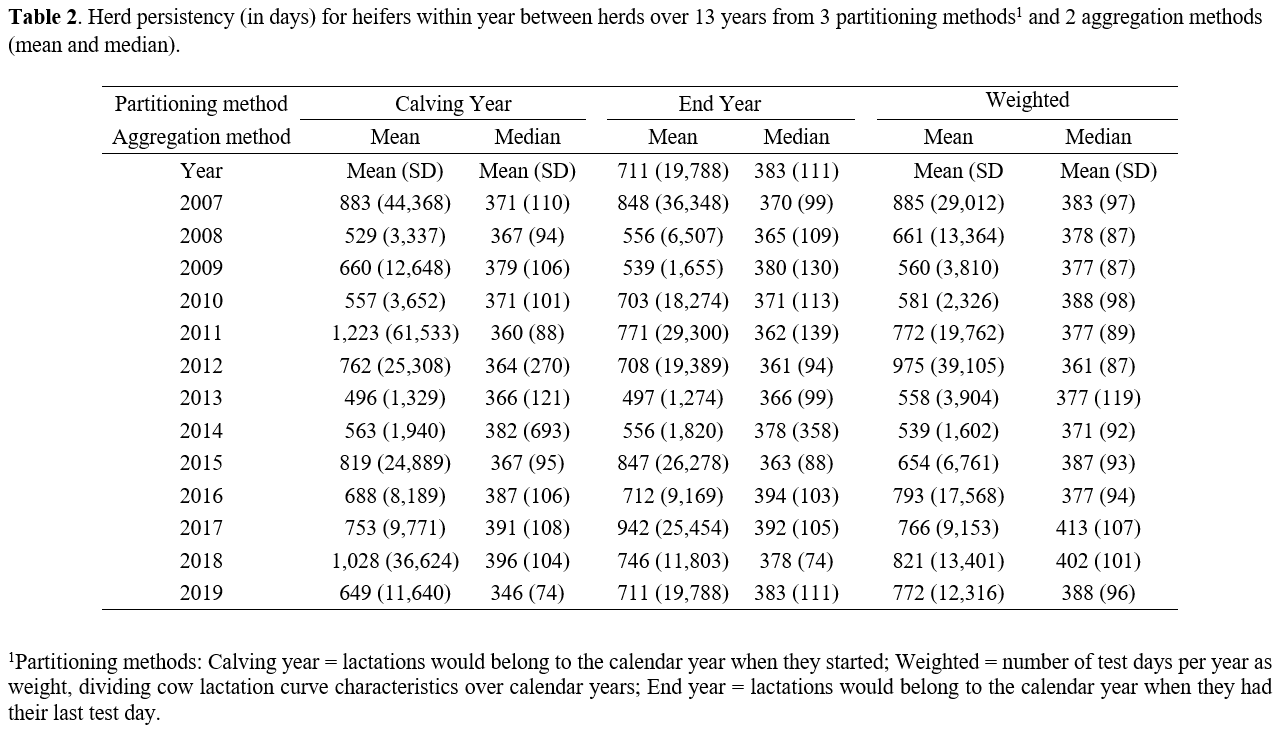 Table 2. Herd persistency (in days) for heifers within year between herds over 13 years from 3 partitioning methods¹ and 2 aggregation methods
(mean and median).
Partitioning method Calving Year End Year Weighted
Aggregation method Mean Median Mean Median Mean Median
Year Mean (SD) Mean (SD) 711 (19,788) 383 (111) Mean (SD Mean (SD)
2007 883 (44,368) 371 (110) 848 (36,348) 370 (99) 885 (29,012) 383 (97)
2008 529 (3,337) 367 (94) 556 (6,507) 365 (109) 661 (13,364) 378 (87)
2009 660 (12,648) 379 (106) 539 (1,655) 380 (130) 560 (3,810) 377 (87)
2010 557 (3,652) 371 (101) 703 (18,274) 371 (113) 581 (2,326) 388 (98)
2011 1,223 (61,533) 360 (88) 771 (29,300) 362 (139) 772 (19,762) 377 (89)
2012 762 (25,308) 364 (270) 708 (19,389) 361 (94) 975 (39,105) 361 (87)
2013 496 (1,329) 366 (121) 497 (1,274) 366 (99) 558 (3,904) 377 (119)
2014 563 (1,940) 382 (693) 556 (1,820) 378 (358) 539 (1,602) 371 (92)
2015 819 (24,889) 367 (95) 847 (26,278) 363 (88) 654 (6,761) 387 (93)
2016 688 (8,189) 387 (106) 712 (9,169) 394 (103) 793 (17,568) 377 (94)
2017 753 (9,771) 391 (108) 942 (25,454) 392 (105) 766 (9,153) 413 (107)
2018 1,028 (36,624) 396 (104) 746 (11,803) 378 (74) 821 (13,401) 402 (101)
2019 649 (11,640) 346 (74) 711 (19,788) 383 (111) 772 (12,316) 388 (96)
¹Partitioning methods: Calving year = lactations would belong to the calendar year when they started; Weighted = number of test days per year as
weight, dividing cow lactation curve characteristics over calendar years; End year = lactations would belong to the calendar year when they had
their last test day.